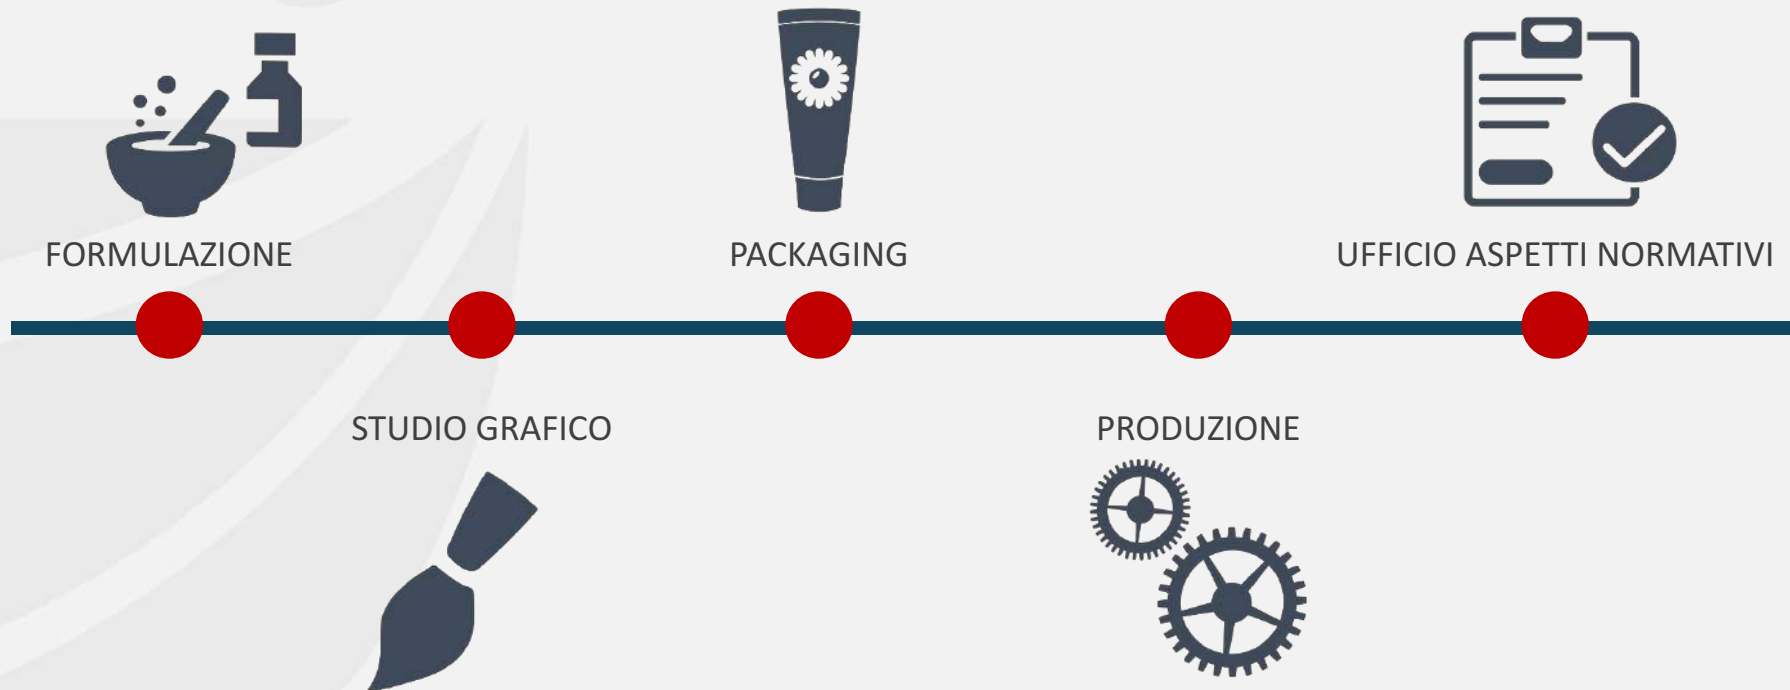 FORMULAZIONE
PACKAGING
UFFICIO ASPETTI NORMATIVI
STUDIO GRAFICO
PRODUZIONE